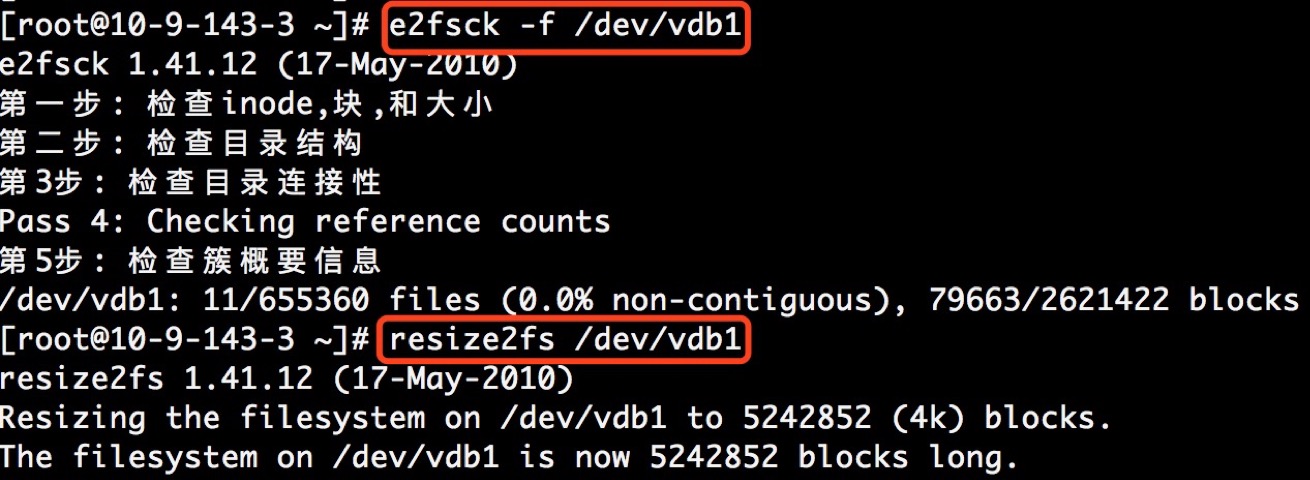 [root@10-9-143-3 ~]# e2fsck -f /dev/vdb1
e2fsck 1.41.12 (17-May-2010)
第一步: 检查inode,块,和大小
第二步: 检查目录结构
第3步: 检查目录连接性
Pass 4: Checking reference counts
第5步: 检查簇概要信息
/dev/vdb1: 11/655360 files (0.0% non-contiguous), 79663/2621422 blocks
[root@10-9-143-3 ~]# resize2fs /dev/vdb1
resize2fs 1.41.12 (17-May-2010)
Resizing the filesystem on /dev/vdb1 to 5242852 (4k) blocks.
The filesystem on /dev/vdb1 is now 5242852 blocks long.